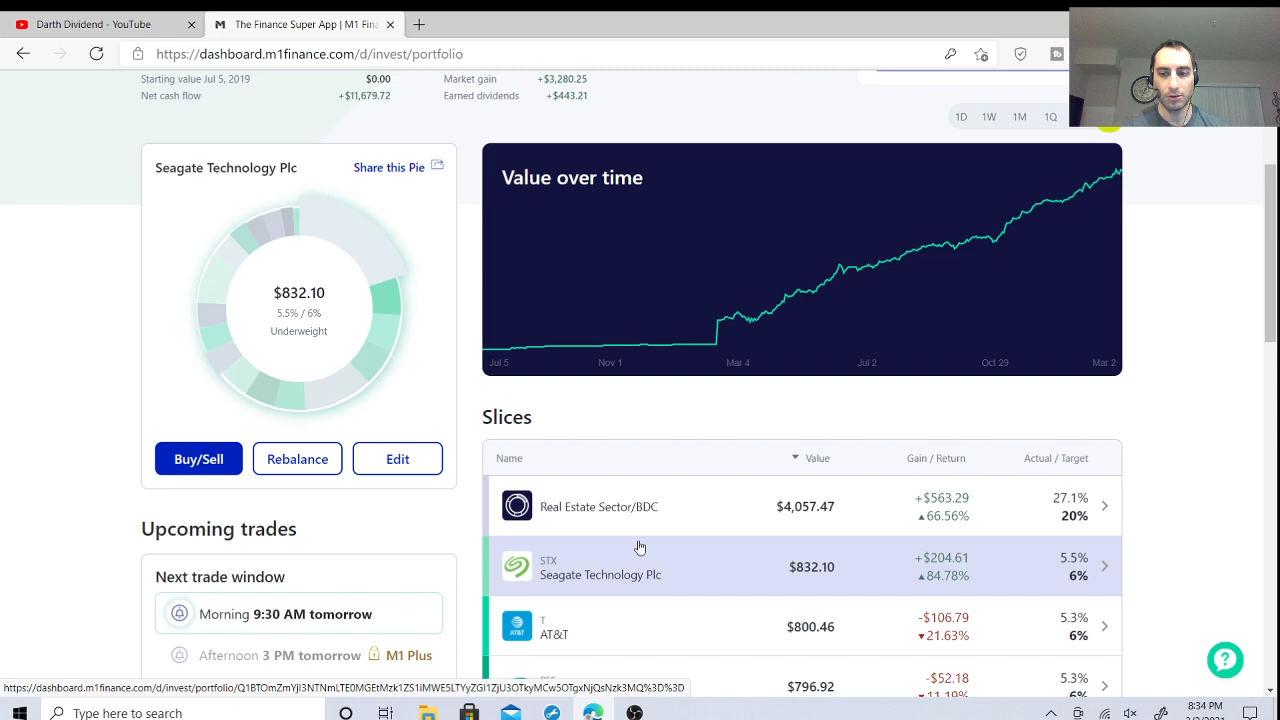 Darth Dividend - YouTube
The Finance Super App | M1 Fina
https://dashboard.m1finance.com/d/invest/portfolio
Starting value Jul 5, 2019 $0.00 Market gain +$3,280.25
Net cash flow +$11,679.72 Earned dividends +$443.21
1D 1W 1M 1Q
Seagate Technology Plc Share this Pie
$832.10
5.5% / 6%
Underweight
Buy/Sell Rebalance Edit
Upcoming trades
Next trade window
Morning 9:30 AM tomorrow
Afternoon 3 PM tomorrow M1 Plus
Value over time
Jul 5 Nov 1 Mar 4 Jul 2 Oct 29 Mar 2
Slices
Name Value Gain / Return Actual / Target
Real Estate Sector/BDC $4,057.47 +$563.29 ▲66.56% 27.1% 20%
STX
Seagate Technology Plc $832.10 +$204.61 ▲84.78% 5.5% 6%
T
AT&T $800.46 -$106.79 ▼21.63% 5.3% 6%
$796.92 -$52.18 ▼11.19% 5.3% 6%
Type here to search
8:34 PM